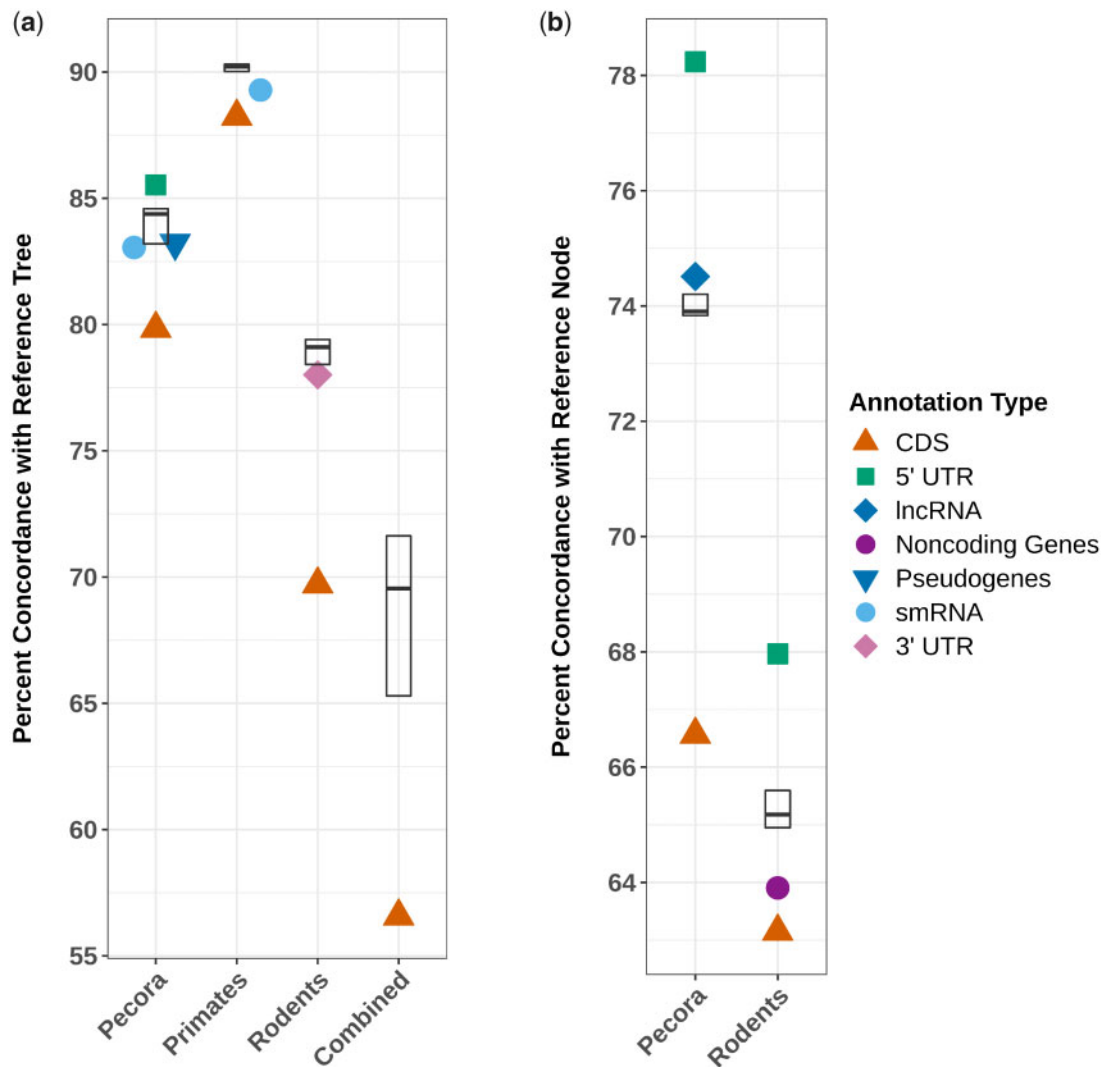 (a)
Percent Concordance with Reference Tree
90
85
80
75
70
65
60
55
Pecora
Primates
Rodents
Combined
(b)
Percent Concordance with Reference Node
78
76
74
72
70
68
66
64
Pecora
Rodents
Annotation Type
CDS
5' UTR
lncRNA
Noncoding Genes
Pseudogenes
smRNA
3' UTR